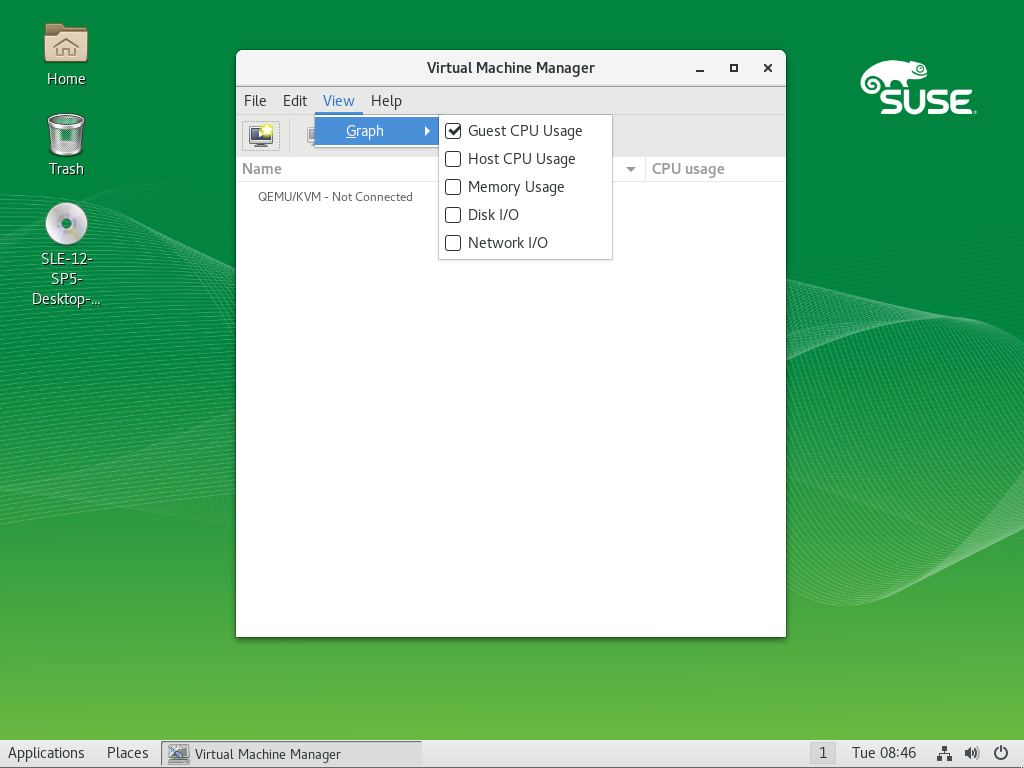 Home
Trash
SLE-12-
SP5-
Desktop-...
Virtual Machine Manager
File Edit View Help
Graph
Guest CPU Usage
Host CPU Usage
Memory Usage
Disk I/O
Network I/O
Name CPU usage
QEMU/KVM - Not Connected
SUSE
Applications Places Virtual Machine Manager 1 Tue 08:46